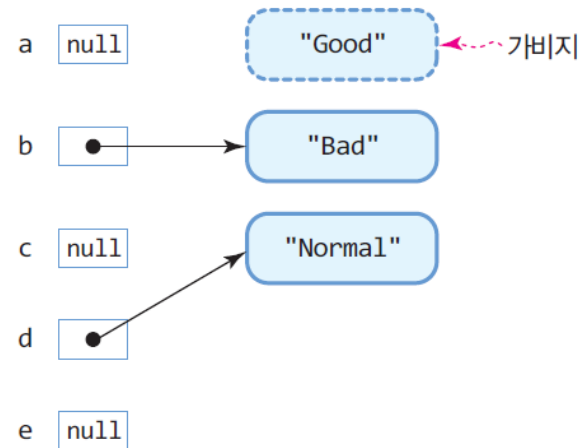 a null "Good" 가비지
b "Bad"
c null "Normal"
d
e null